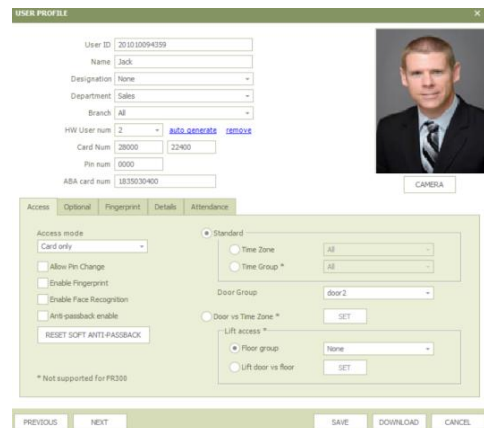 USER PROFILE ×
User ID 201010094359
Name Jack
Designation None
Department Sales
Branch All
HW User num 2 auto generate remove
Card Num 28000 22400
Pin num 0000
ABA card num 1835030400
CAMERA
Access Optional Fingerprint Details Attendance
Access mode
Card only
Allow Pin Change
Enable Fingerprint
Enable Face Recognition
Anti-passback enable
RESET SOFT ANTI-PASSBACK
* Not supported for FR300
Standard
Time Zone All
Time Group * All
Door Group door2
Door vs Time Zone * SET
Lift access *
Floor group None
Lift door vs floor SET
PREVIOUS NEXT SAVE DOWNLOAD CANCEL